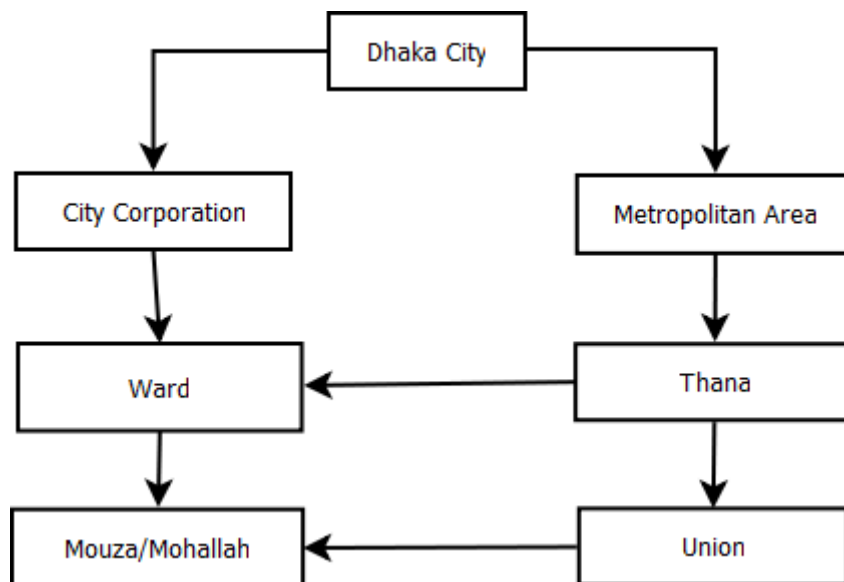 Dhaka City
City Corporation
Metropolitan Area
Ward
Thana
Mouza/Mohallah
Union